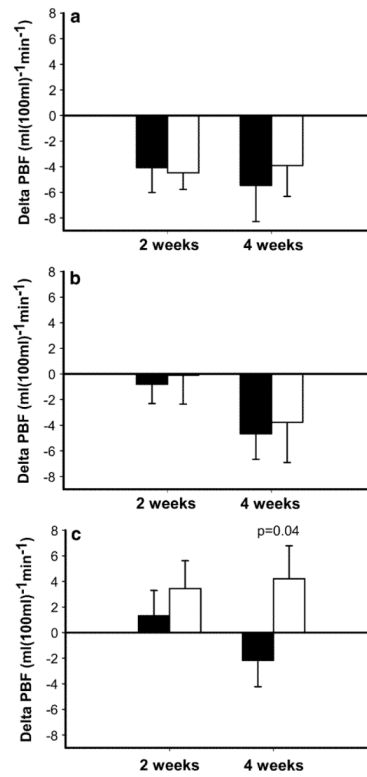 a
Delta PBF (ml(100ml)-1min-1)
8
6
4
2
0
-2
-4
-6
-8
2 weeks 4 weeks
b
Delta PBF (ml(100ml)-1min-1)
8
6
4
2
0
-2
-4
-6
-8
2 weeks 4 weeks
c
p=0.04
Delta PBF (ml(100ml)-1min-1)
8
6
4
2
0
-2
-4
-6
-8
2 weeks 4 weeks